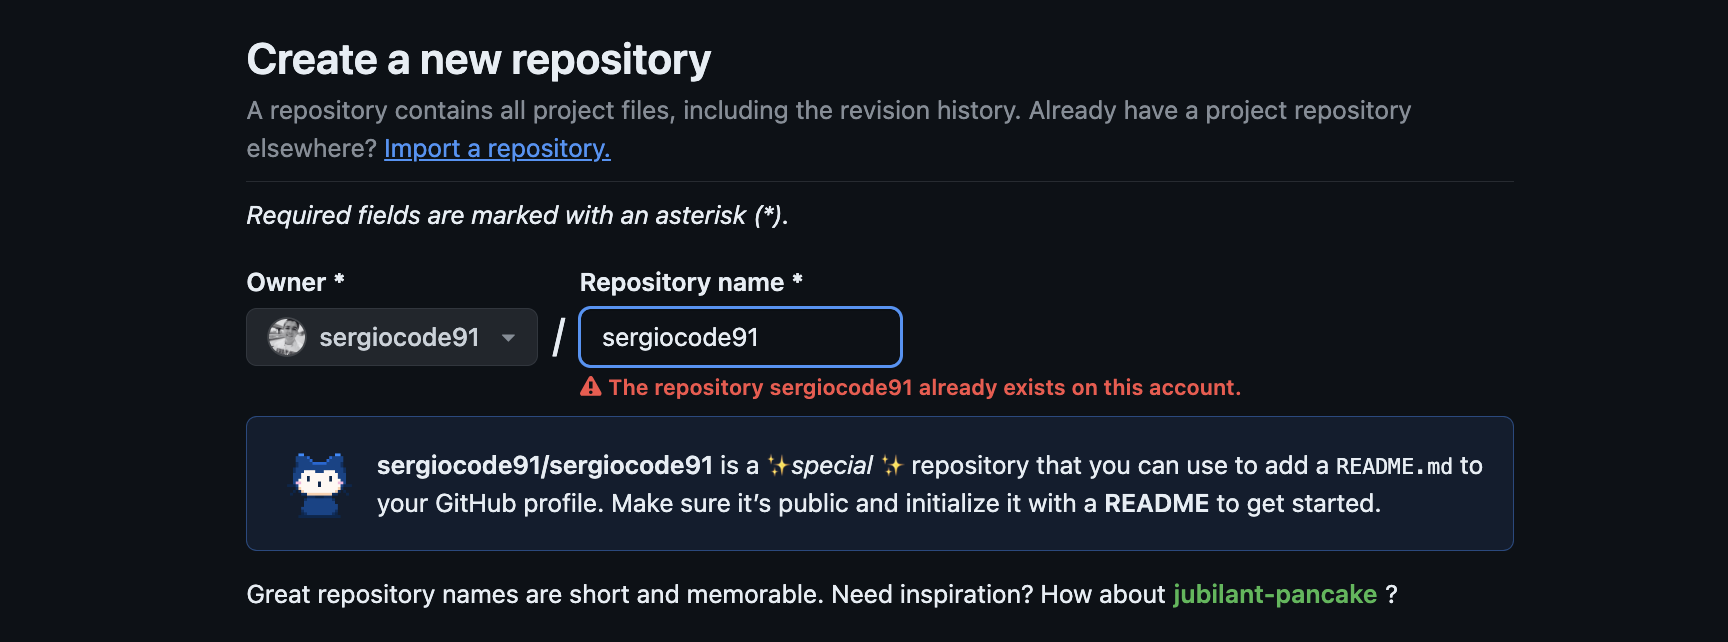 Create a new repository
A repository contains all project files, including the revision history. Already have a project repository
elsewhere? Import a repository.
Required fields are marked with an asterisk (*).
Owner *
Repository name *
sergiocode91
/
sergiocode91
The repository sergiocode91 already exists on this account.
sergiocode91/sergiocode91 is a ✨special ✨ repository that you can use to add a README.md to
your GitHub profile. Make sure it’s public and initialize it with a README to get started.
Great repository names are short and memorable. Need inspiration? How about jubilant-pancake ?